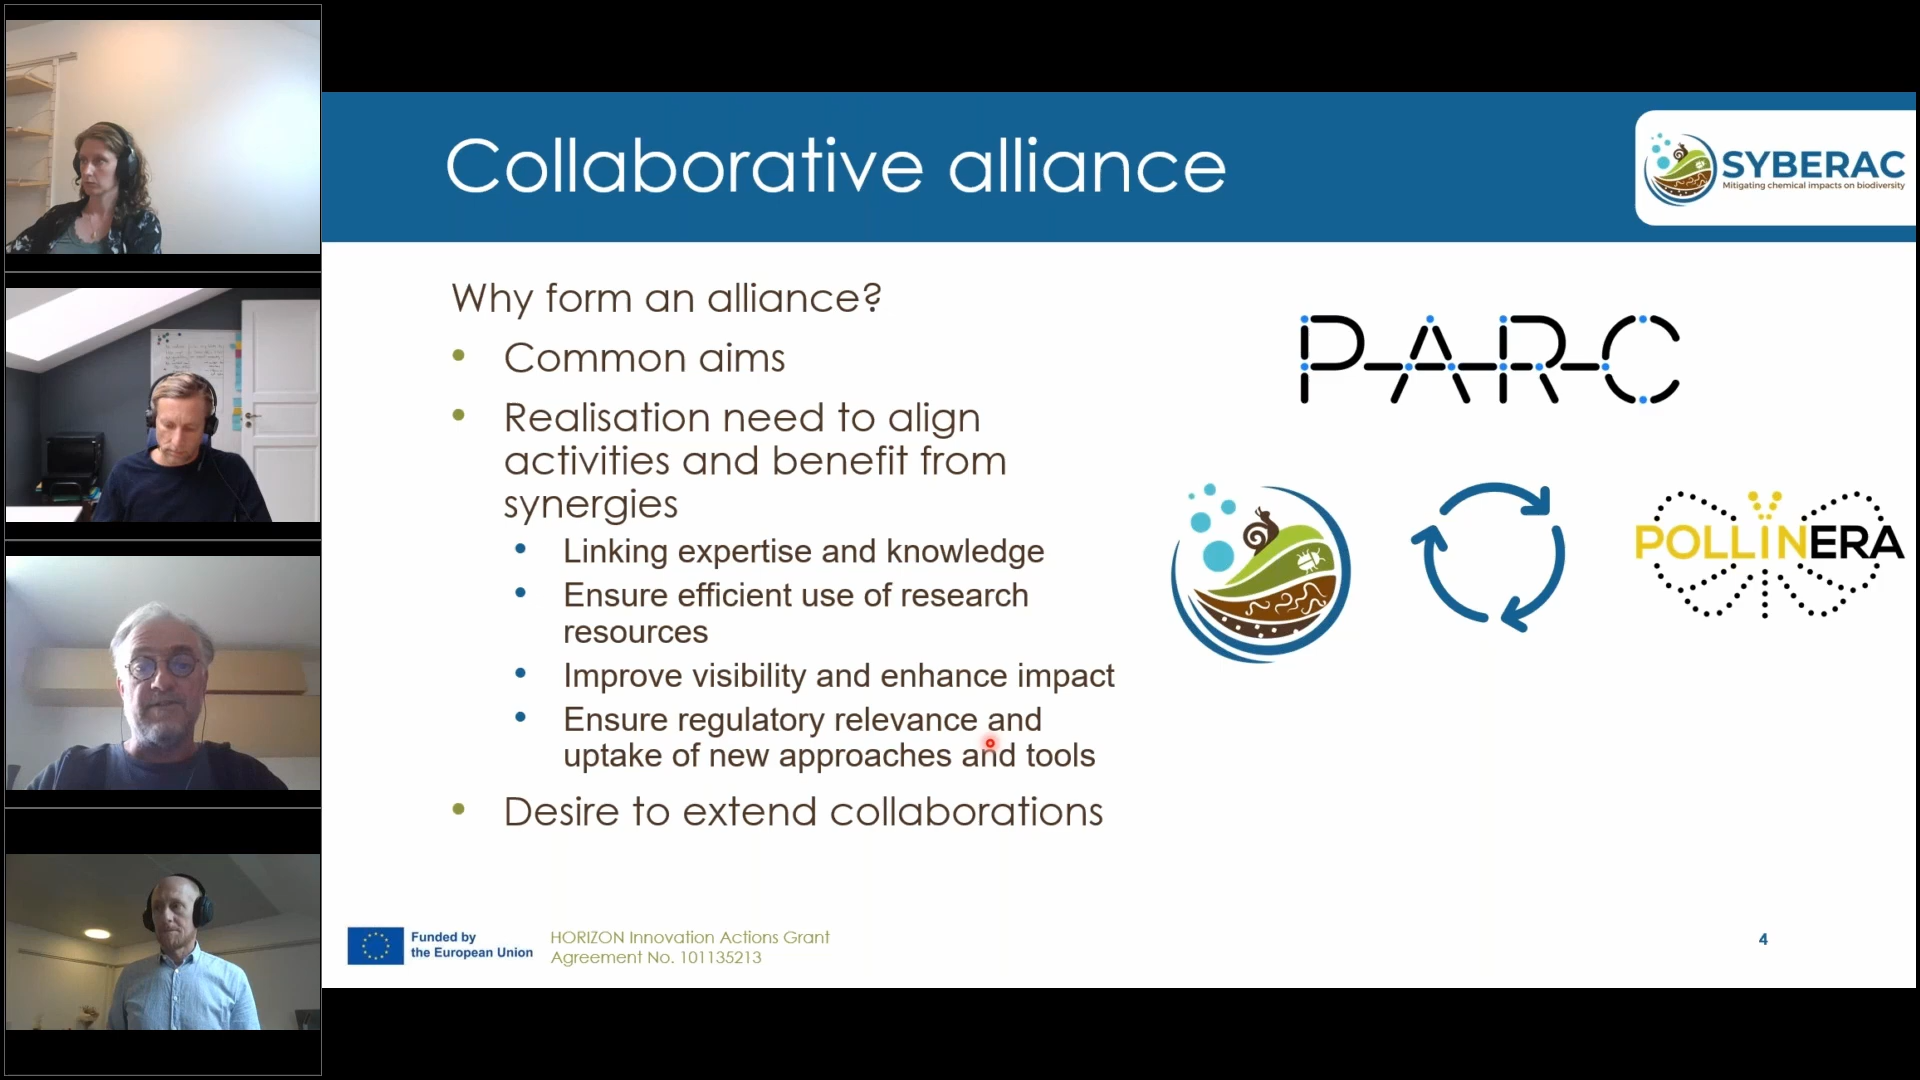 Collaborative alliance
SYBERAC
Mitigating chemical impacts on biodiversity
Why form an alliance?
• Common aims
• Realisation need to align
activities and benefit from
synergies
• Linking expertise and knowledge
• Ensure efficient use of research
resources
• Improve visibility and enhance impact
• Ensure regulatory relevance and
uptake of new approaches and tools
• Desire to extend collaborations
PARC
POLLINERA
Funded by
the European Union
HORIZON Innovation Actions Grant
Agreement No. 101135213
4